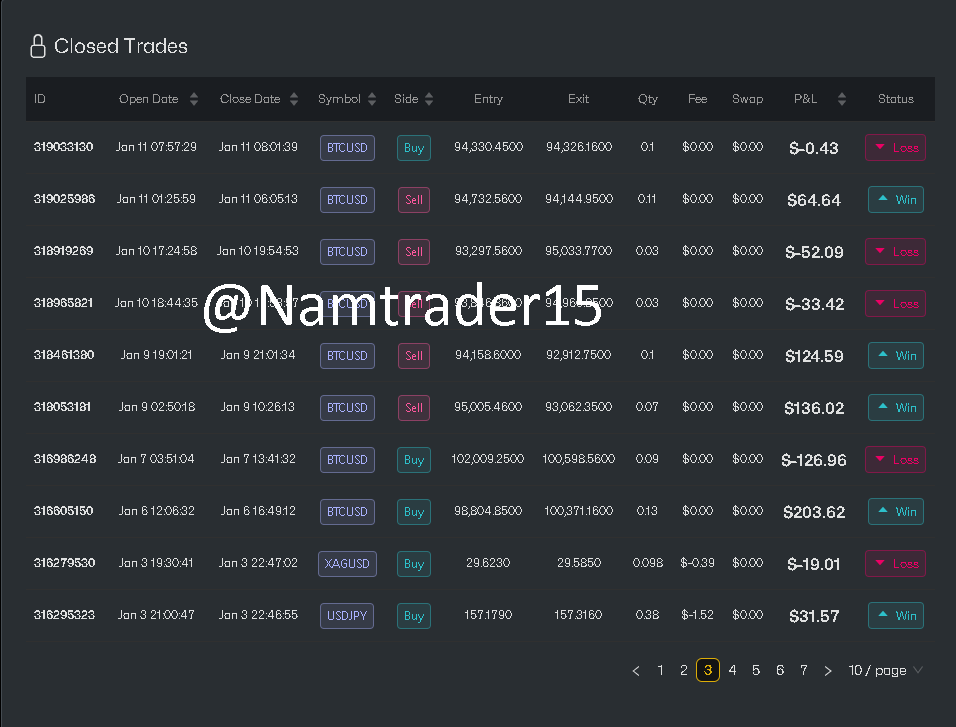 Closed Trades
ID Open Date Close Date Symbol Side Entry Exit Qty Fee Swap P&L Status
319033130 Jan 11 07:57:29 Jan 11 08:01:39 BTCUSD Buy 94,330.4500 94,326.1600 0.1 $0.00 $0.00 $-0.43 Loss
319025986 Jan 11 01:25:59 Jan 11 06:05:13 BTCUSD Sell 94,732.5600 94,144.9500 0.11 $0.00 $0.00 $64.64 Win
318919269 Jan 10 17:24:58 Jan 10 19:54:53 BTCUSD Sell 93,297.5600 95,033.7700 0.03 $0.00 $0.00 $-52.09 Loss
318965821 Jan 10 18:44:35 BTCUSD Sell 0.03 $0.00 $0.00 $-33.42 Loss
@Namtrader15
318461380 Jan 9 19:01:21 Jan 9 21:01:34 BTCUSD Sell 94,158.6000 92,912.7500 0.1 $0.00 $0.00 $124.59 Win
318053181 Jan 9 02:50:18 Jan 9 10:26:13 BTCUSD Sell 95,005.4600 93,062.3500 0.07 $0.00 $0.00 $136.02 Win
316986248 Jan 7 03:51:04 Jan 7 13:41:32 BTCUSD Buy 102,009.2500 100,598.5600 0.09 $0.00 $0.00 $-126.96 Loss
316605150 Jan 6 12:06:32 Jan 6 16:49:12 BTCUSD Buy 98,804.8500 100,371.1600 0.13 $0.00 $0.00 $203.62 Win
316279530 Jan 3 19:30:41 Jan 3 22:47:02 XAGUSD Buy 29.6230 29.5850 0.098 $-0.39 $0.00 $-19.01 Loss
316295323 Jan 3 21:00:47 Jan 3 22:46:55 USDJPY Buy 157.1790 157.3160 0.38 $-1.52 $0.00 $31.57 Win
< 1 2 3 4 5 6 7 > 10 / page